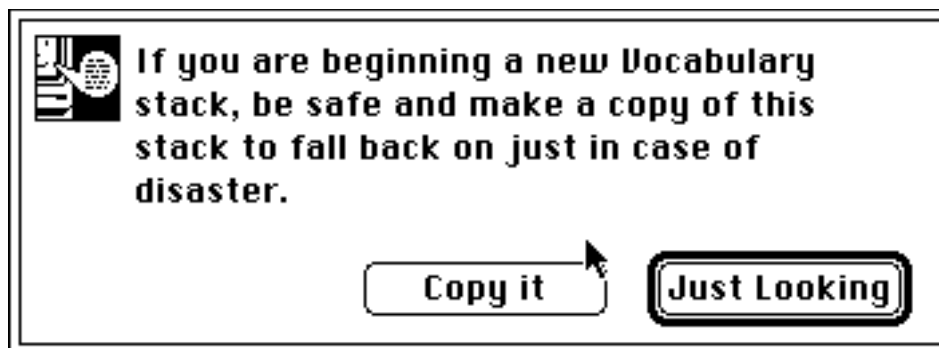 If you are beginning a new Vocabulary
stack, be safe and make a copy of this
stack to fall back on just in case of
disaster.
Copy it
Just Looking